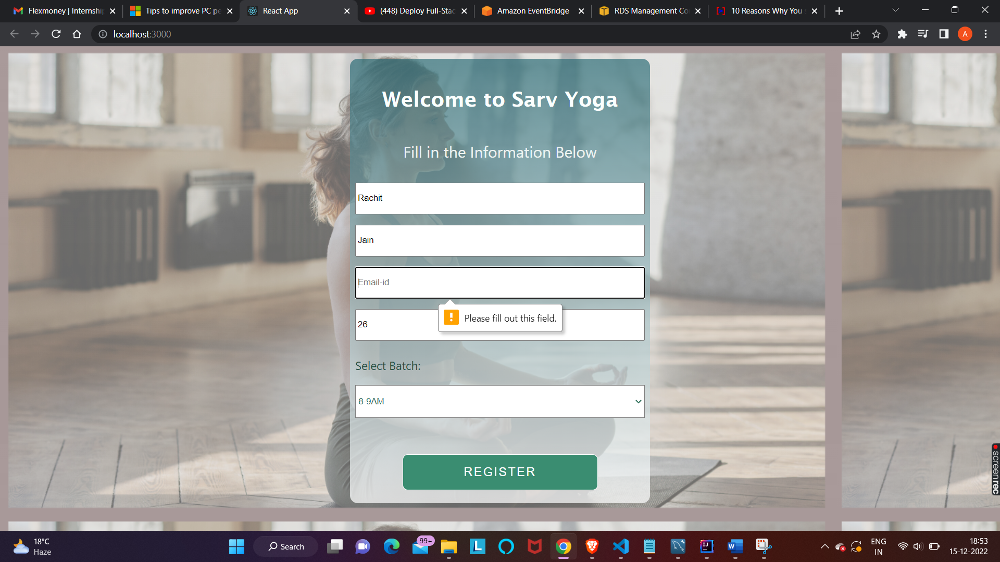 Flexmoney | Internship
Tips to improve PC pe
React App
(448) Deploy Full-Stac
Amazon EventBridge
RDS Management Co
10 Reasons Why You s
localhost:3000
A
Welcome to Sarv Yoga
Fill in the Information Below
Rachit
Jain
Email-id
Please fill out this field.
26
Select Batch:
8-9AM
REGISTER
screenrec
18°C
Haze
Search
99+
L
IJ
W
ENG
IN
18:53
15-12-2022